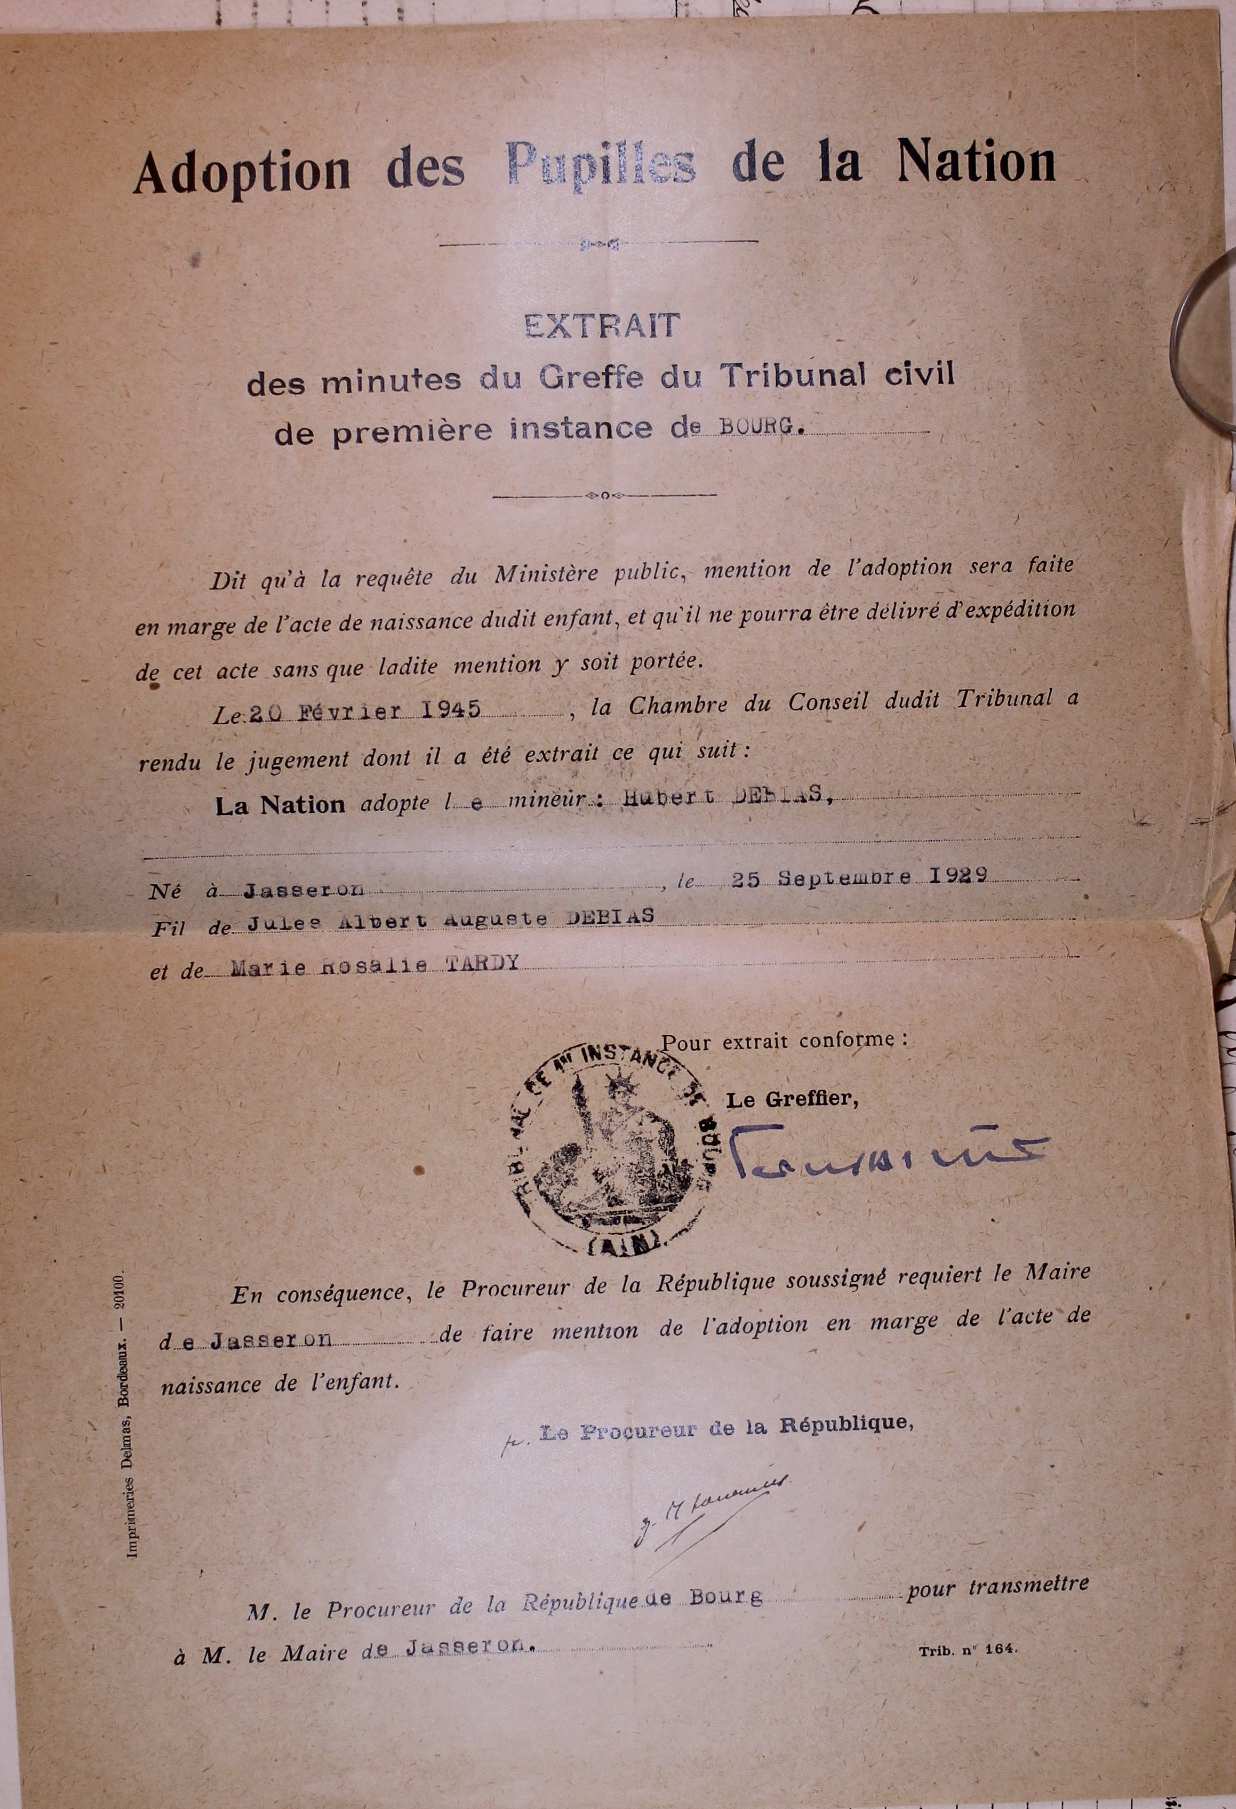 Adoption des Pupilles de la Nation
EXTRAIT
des minutes du Greffe du Tribunal civil
de première instance de BOURG.
Dit qu'à la requête du Ministère public, mention de l'adoption sera faite
en marge de l'acte de naissance dudit enfant, et qu'il ne pourra être délivré d'expédition
de cet acte sans que ladite mention y soit portée.
Le 20 Février 1945, la Chambre du Conseil dudit Tribunal a
rendu le jugement dont il a été extrait ce qui suit :
La Nation adopte l e mineur : Hubert DEBIAS,
Né à Jasseron, le 25 Septembre 1929
Fil de Jules Albert Auguste DEBIAS
et de Marie Rosalie TARDY
Pour extrait conforme :
Le Greffier,
TRIBUNAL DE 1re INSTANCE DE BOURG
(AIN)
En conséquence, le Procureur de la République soussigné requiert le Maire
d e Jasseron de faire mention de l'adoption en marge de l'acte de
naissance de l'enfant.
p. Le Procureur de la République,
M. le Procureur de la République de Bourg pour transmettre
à M. le Maire de Jasseron.
Trib. n° 164.
Imprimeries Delmas, Bordeaux. — 20100.